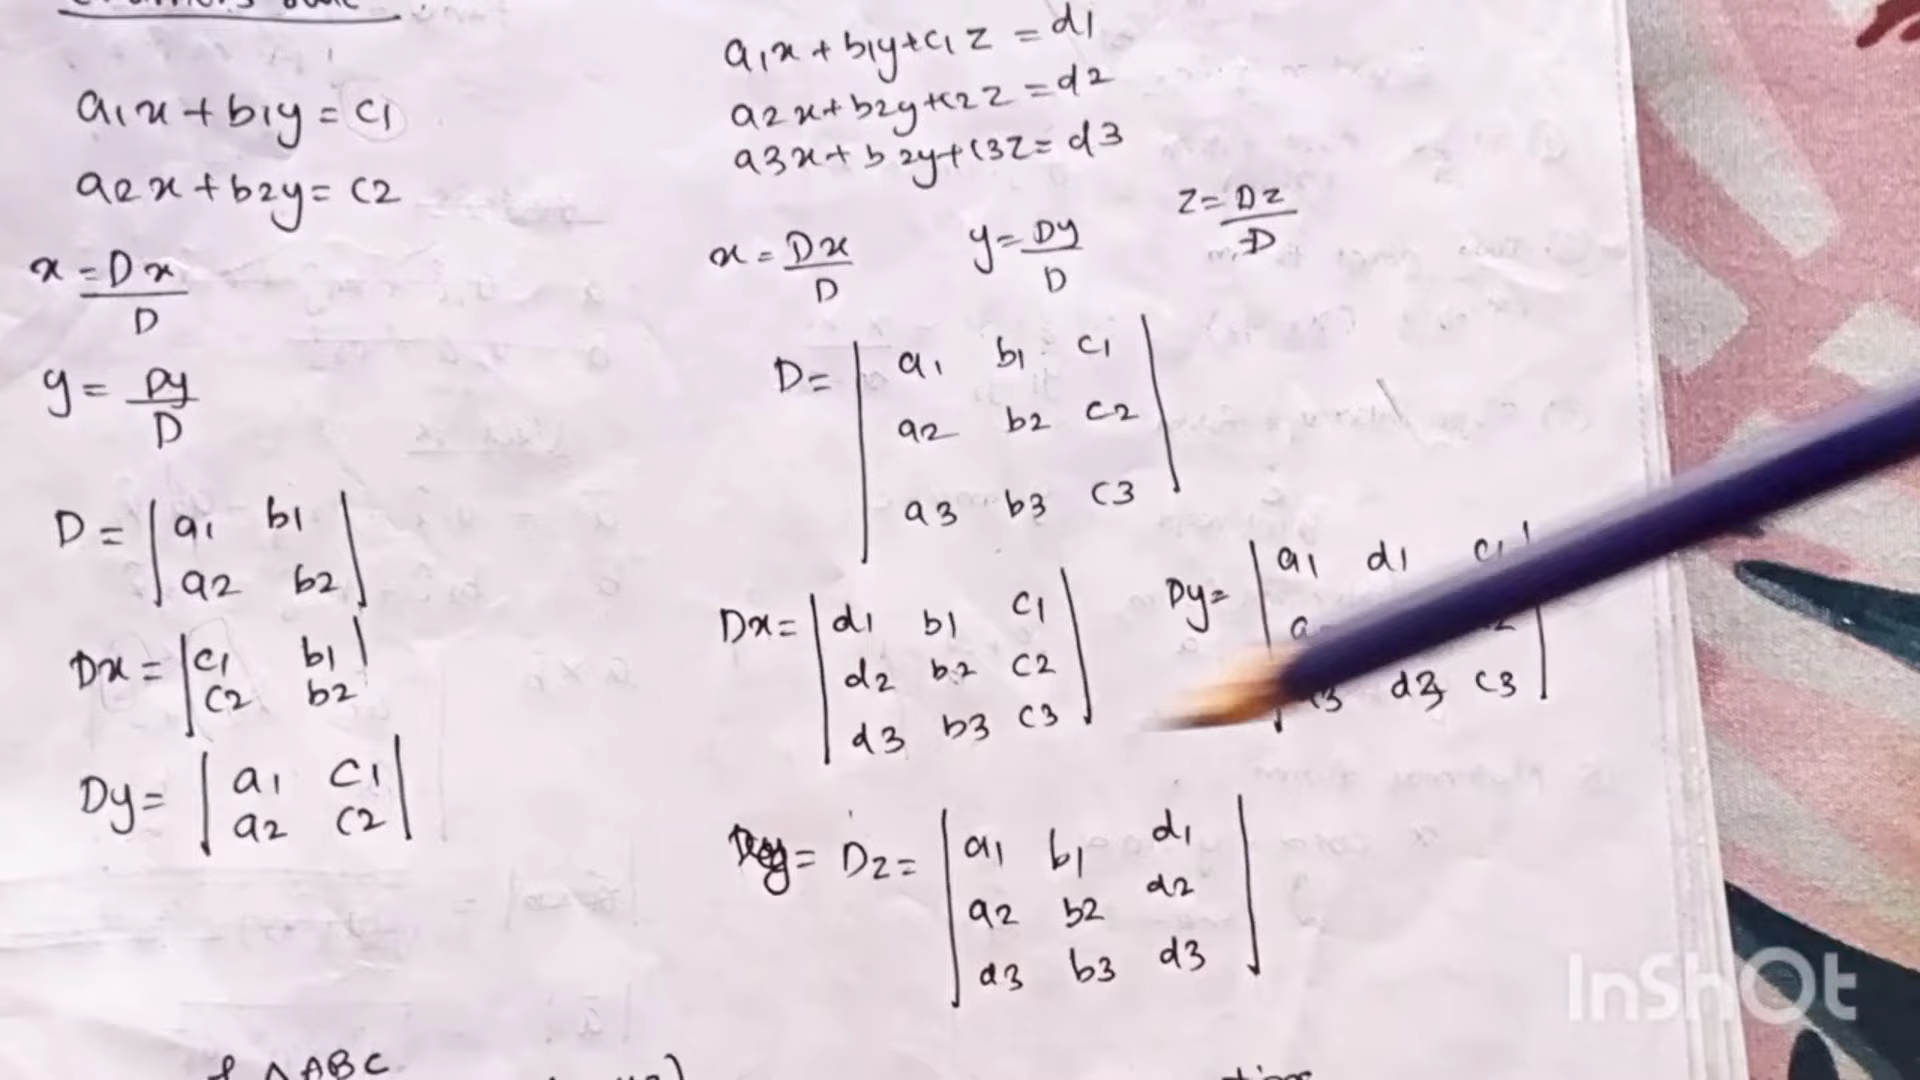 a1x + b1y = c1
a2x + b2y = c2
x = Dx
D
y = Dy
D
D = | a1 b1 |
| a2 b2 |
Dx = | c1 b1 |
| c2 b2 |
Dy = | a1 c1 |
| a2 c2 |
a1x + b1y + c1z = d1
a2x + b2y + c2z = d2
a3x + b2y + c3z = d3
x = Dx
D
y = Dy
D
z = Dz
D
D = | a1 b1 c1 |
| a2 b2 c2 |
| a3 b3 c3 |
Dx = | d1 b1 c1 |
| d2 b2 c2 |
| d3 b3 c3 |
Dy = | a1 d1 c1 |
d3 c3 |
= Dz = | a1 b1 d1 |
| a2 b2 d2 |
| a3 b3 d3 |
ABC
InShOt